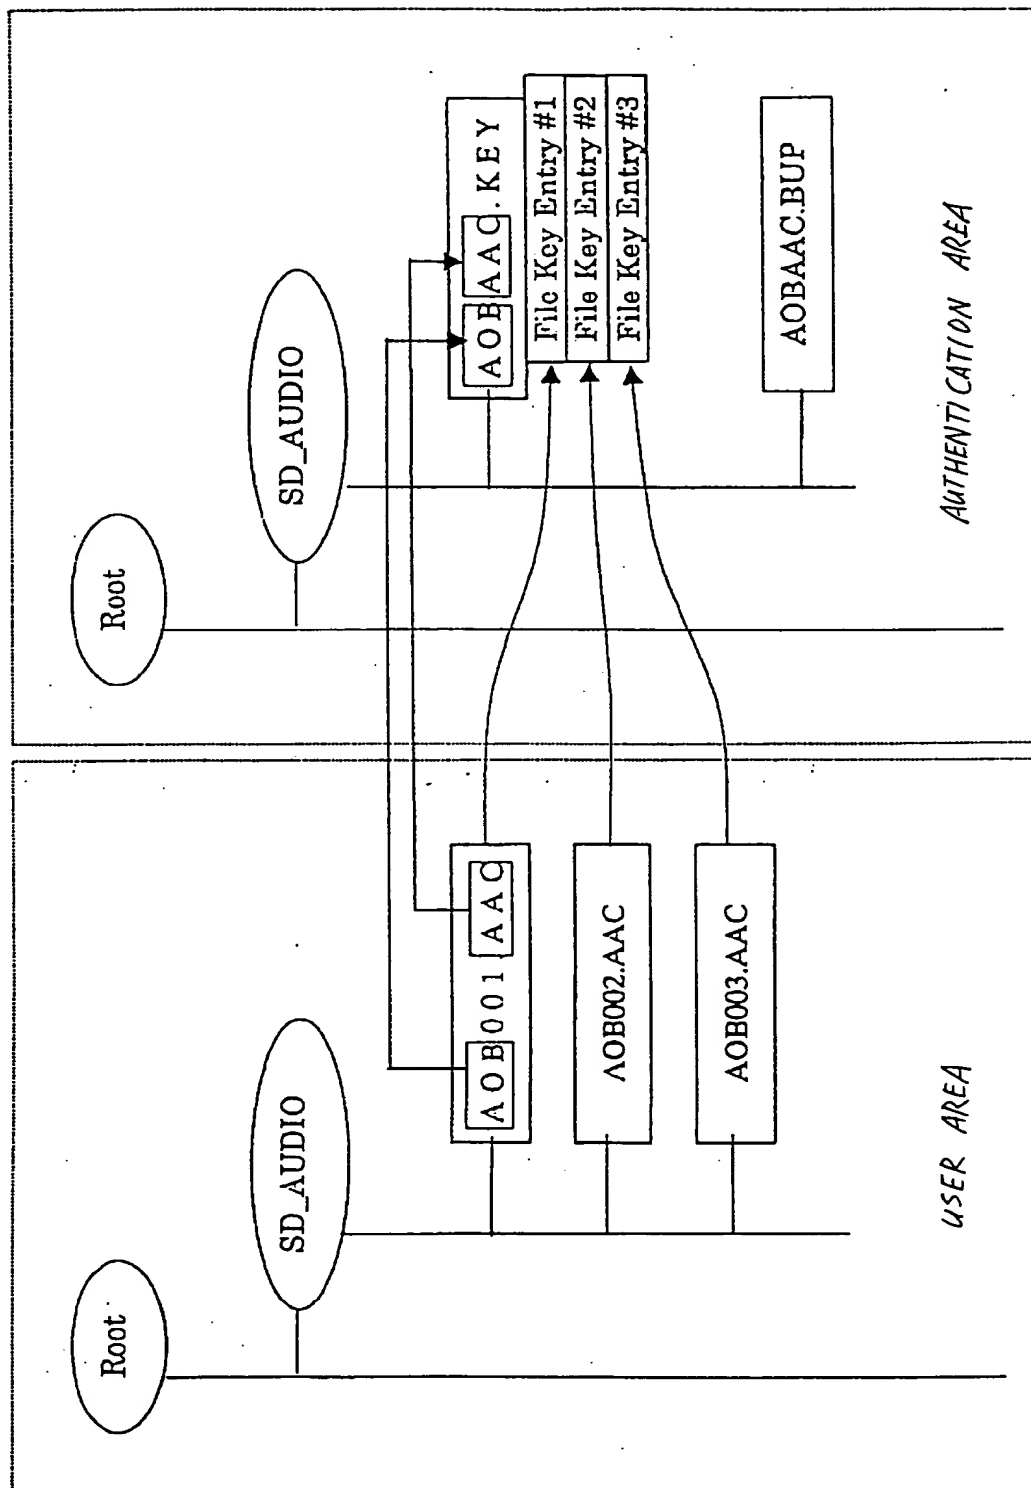 Root
SD_AUDIO
AOB001 AAC
AOB002.AAC
AOB003.AAC
USER AREA
Root
SD_AUDIO
AOBAAC.KEY
File Key Entry #1
File Key Entry #2
File Key Entry #3
AOBAAC.BUP
AUTHENTICATION AREA